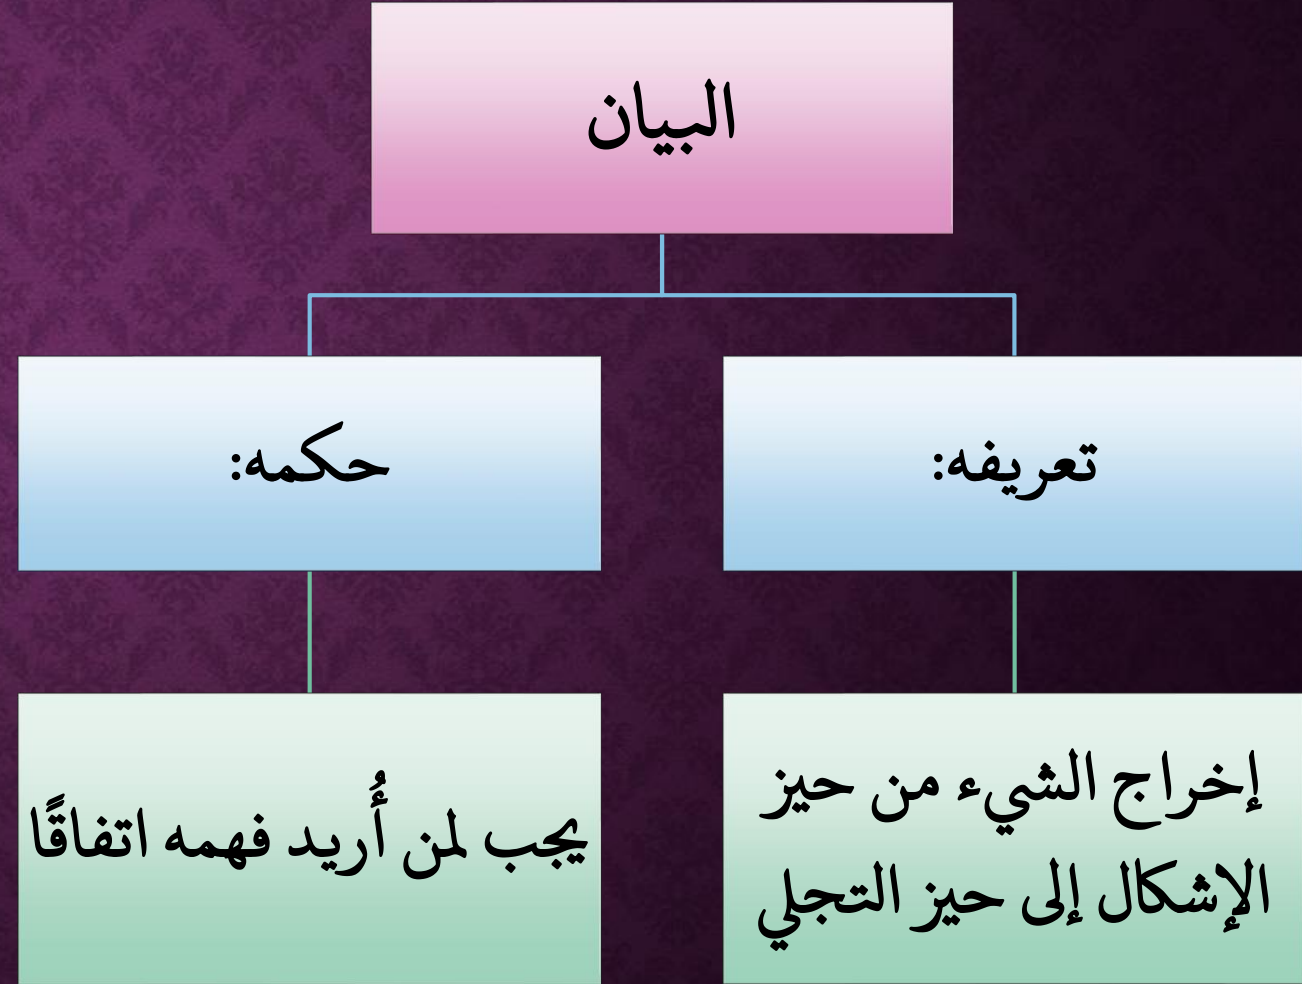 البيان
تعريفه:
إخراج الشيء من حيز
الإشكال إلى حيز التجلي
حكمه:
يجب لمن أُريد فهمه اتفاقًا